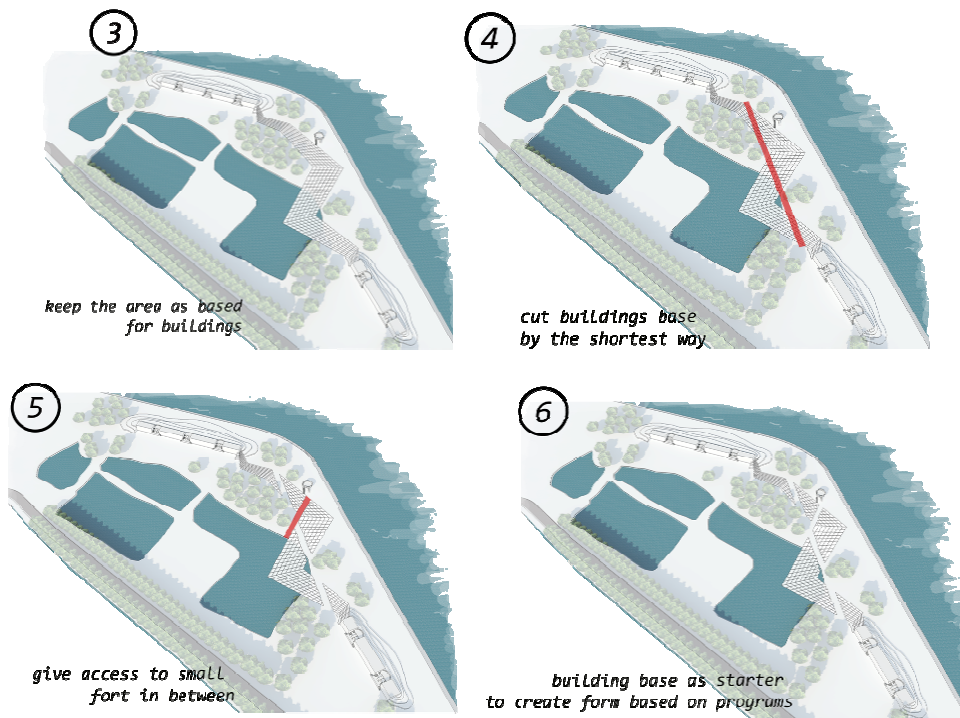 3
4
keep the area as based
for buildings
cut buildings base
by the shortest way
5
6
give access to small
fort in between
building base as starter
to create form based on programs